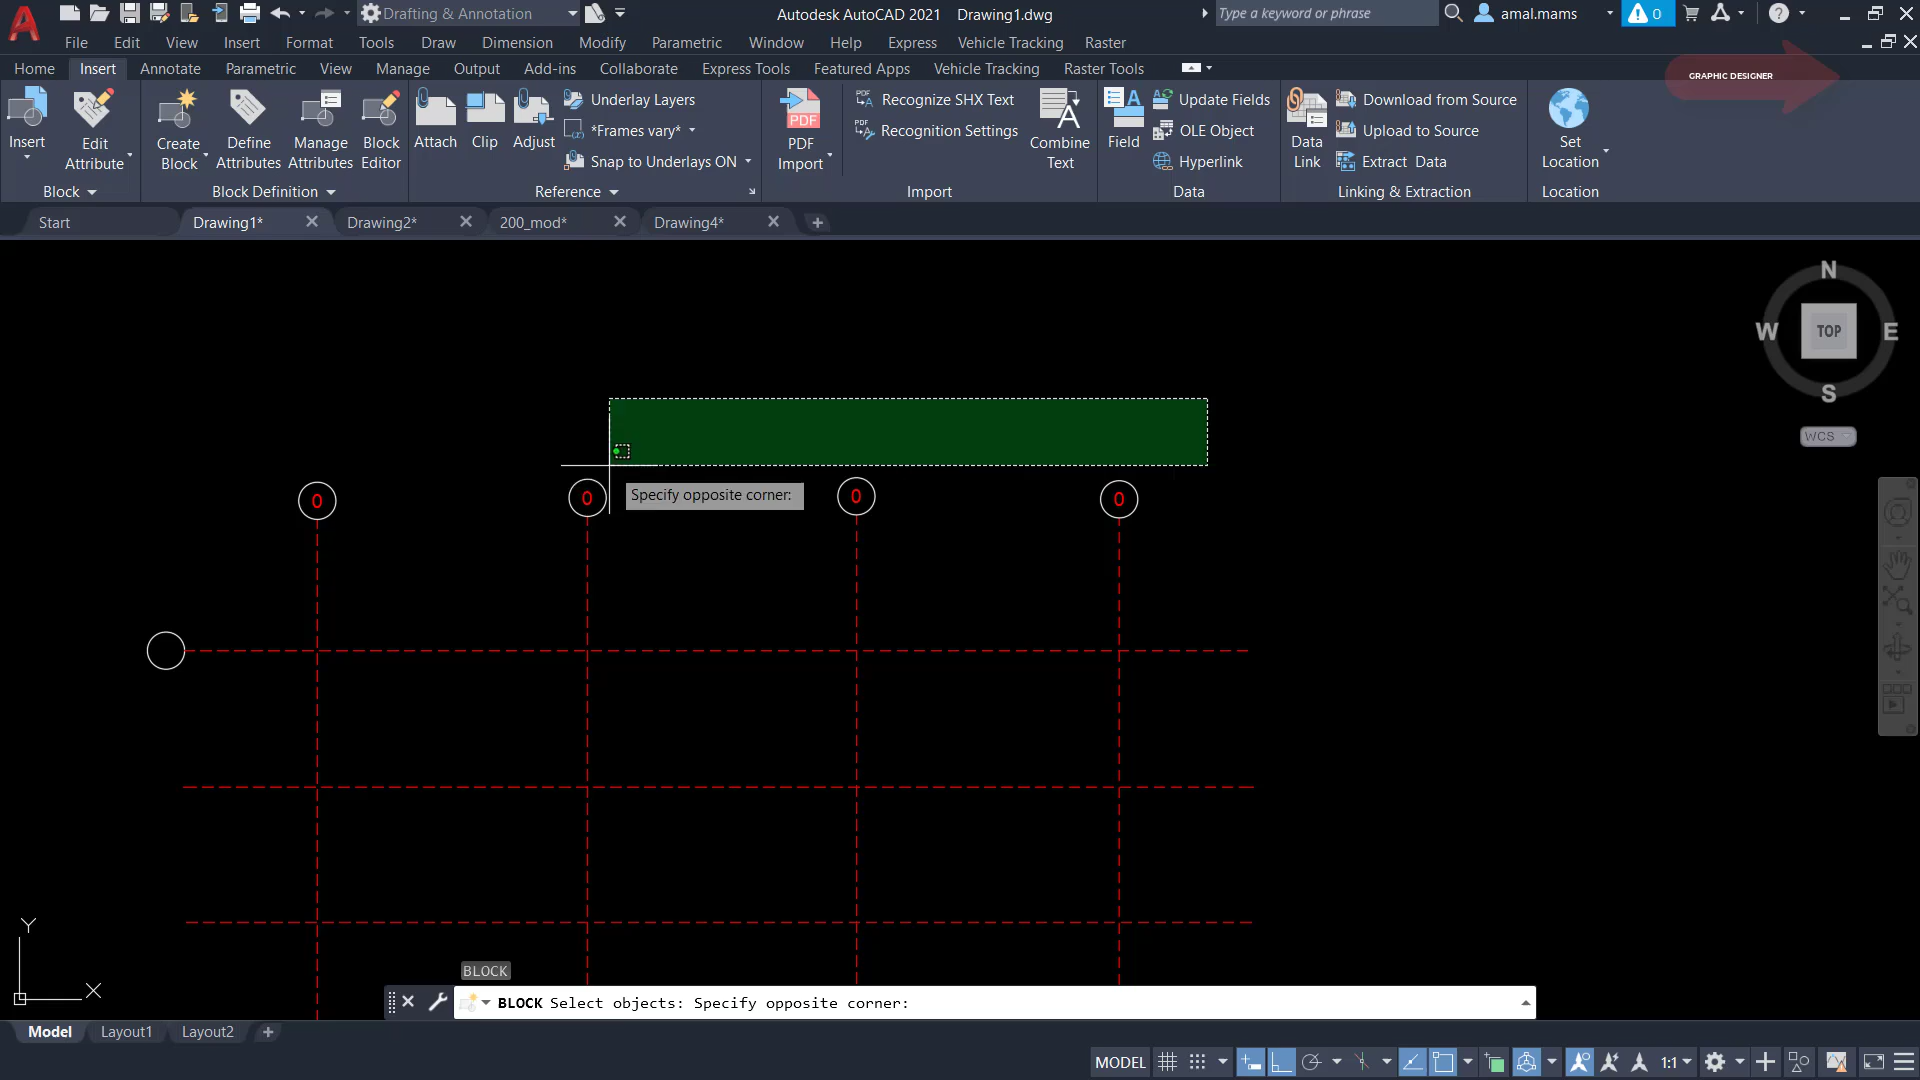 Drafting & Annotation
Autodesk AutoCAD 2021 Drawing1.dwg
Type a keyword or phrase
amal.mams
0
File Edit View Insert Format Tools Draw Dimension Modify Parametric Window Help Express Vehicle Tracking Raster
Home Insert Annotate Parametric View Manage Output Add-ins Collaborate Express Tools Featured Apps Vehicle Tracking Raster Tools
GRAPHIC DESIGNER
Insert
Edit
Attribute
Create
Block
Define
Attributes
Manage
Attributes
Block
Editor
Attach
Clip
Adjust
Underlay Layers
*Frames vary*
Snap to Underlays ON
PDF
PDF
Import
PDF
Recognize SHX Text
PDF
Recognition Settings
Combine
Text
Field
Update Fields
OLE Object
Hyperlink
Data
Link
Download from Source
Upload to Source
Extract Data
Set
Location
Block Block Definition Reference Import Data Linking & Extraction Location
Start Drawing1* Drawing2* 200_mod* Drawing4*
N
W TOP E
S
WCS
0 0 0 0
Specify opposite corner:
Y
X
BLOCK
BLOCK Select objects: Specify opposite corner:
Model Layout1 Layout2
MODEL 1:1